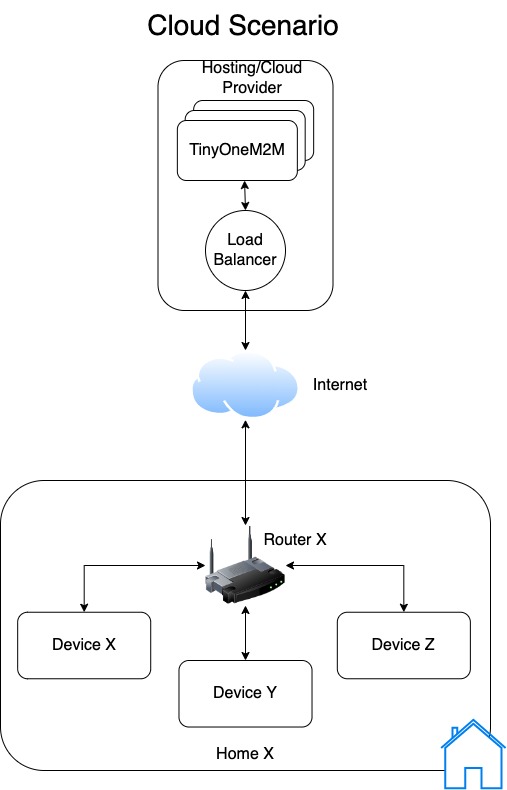 Cloud Scenario
Hosting/Cloud
Provider
TinyOneM2M
Load
Balancer
Internet
Router X
Device X
Device Z
Device Y
Home X